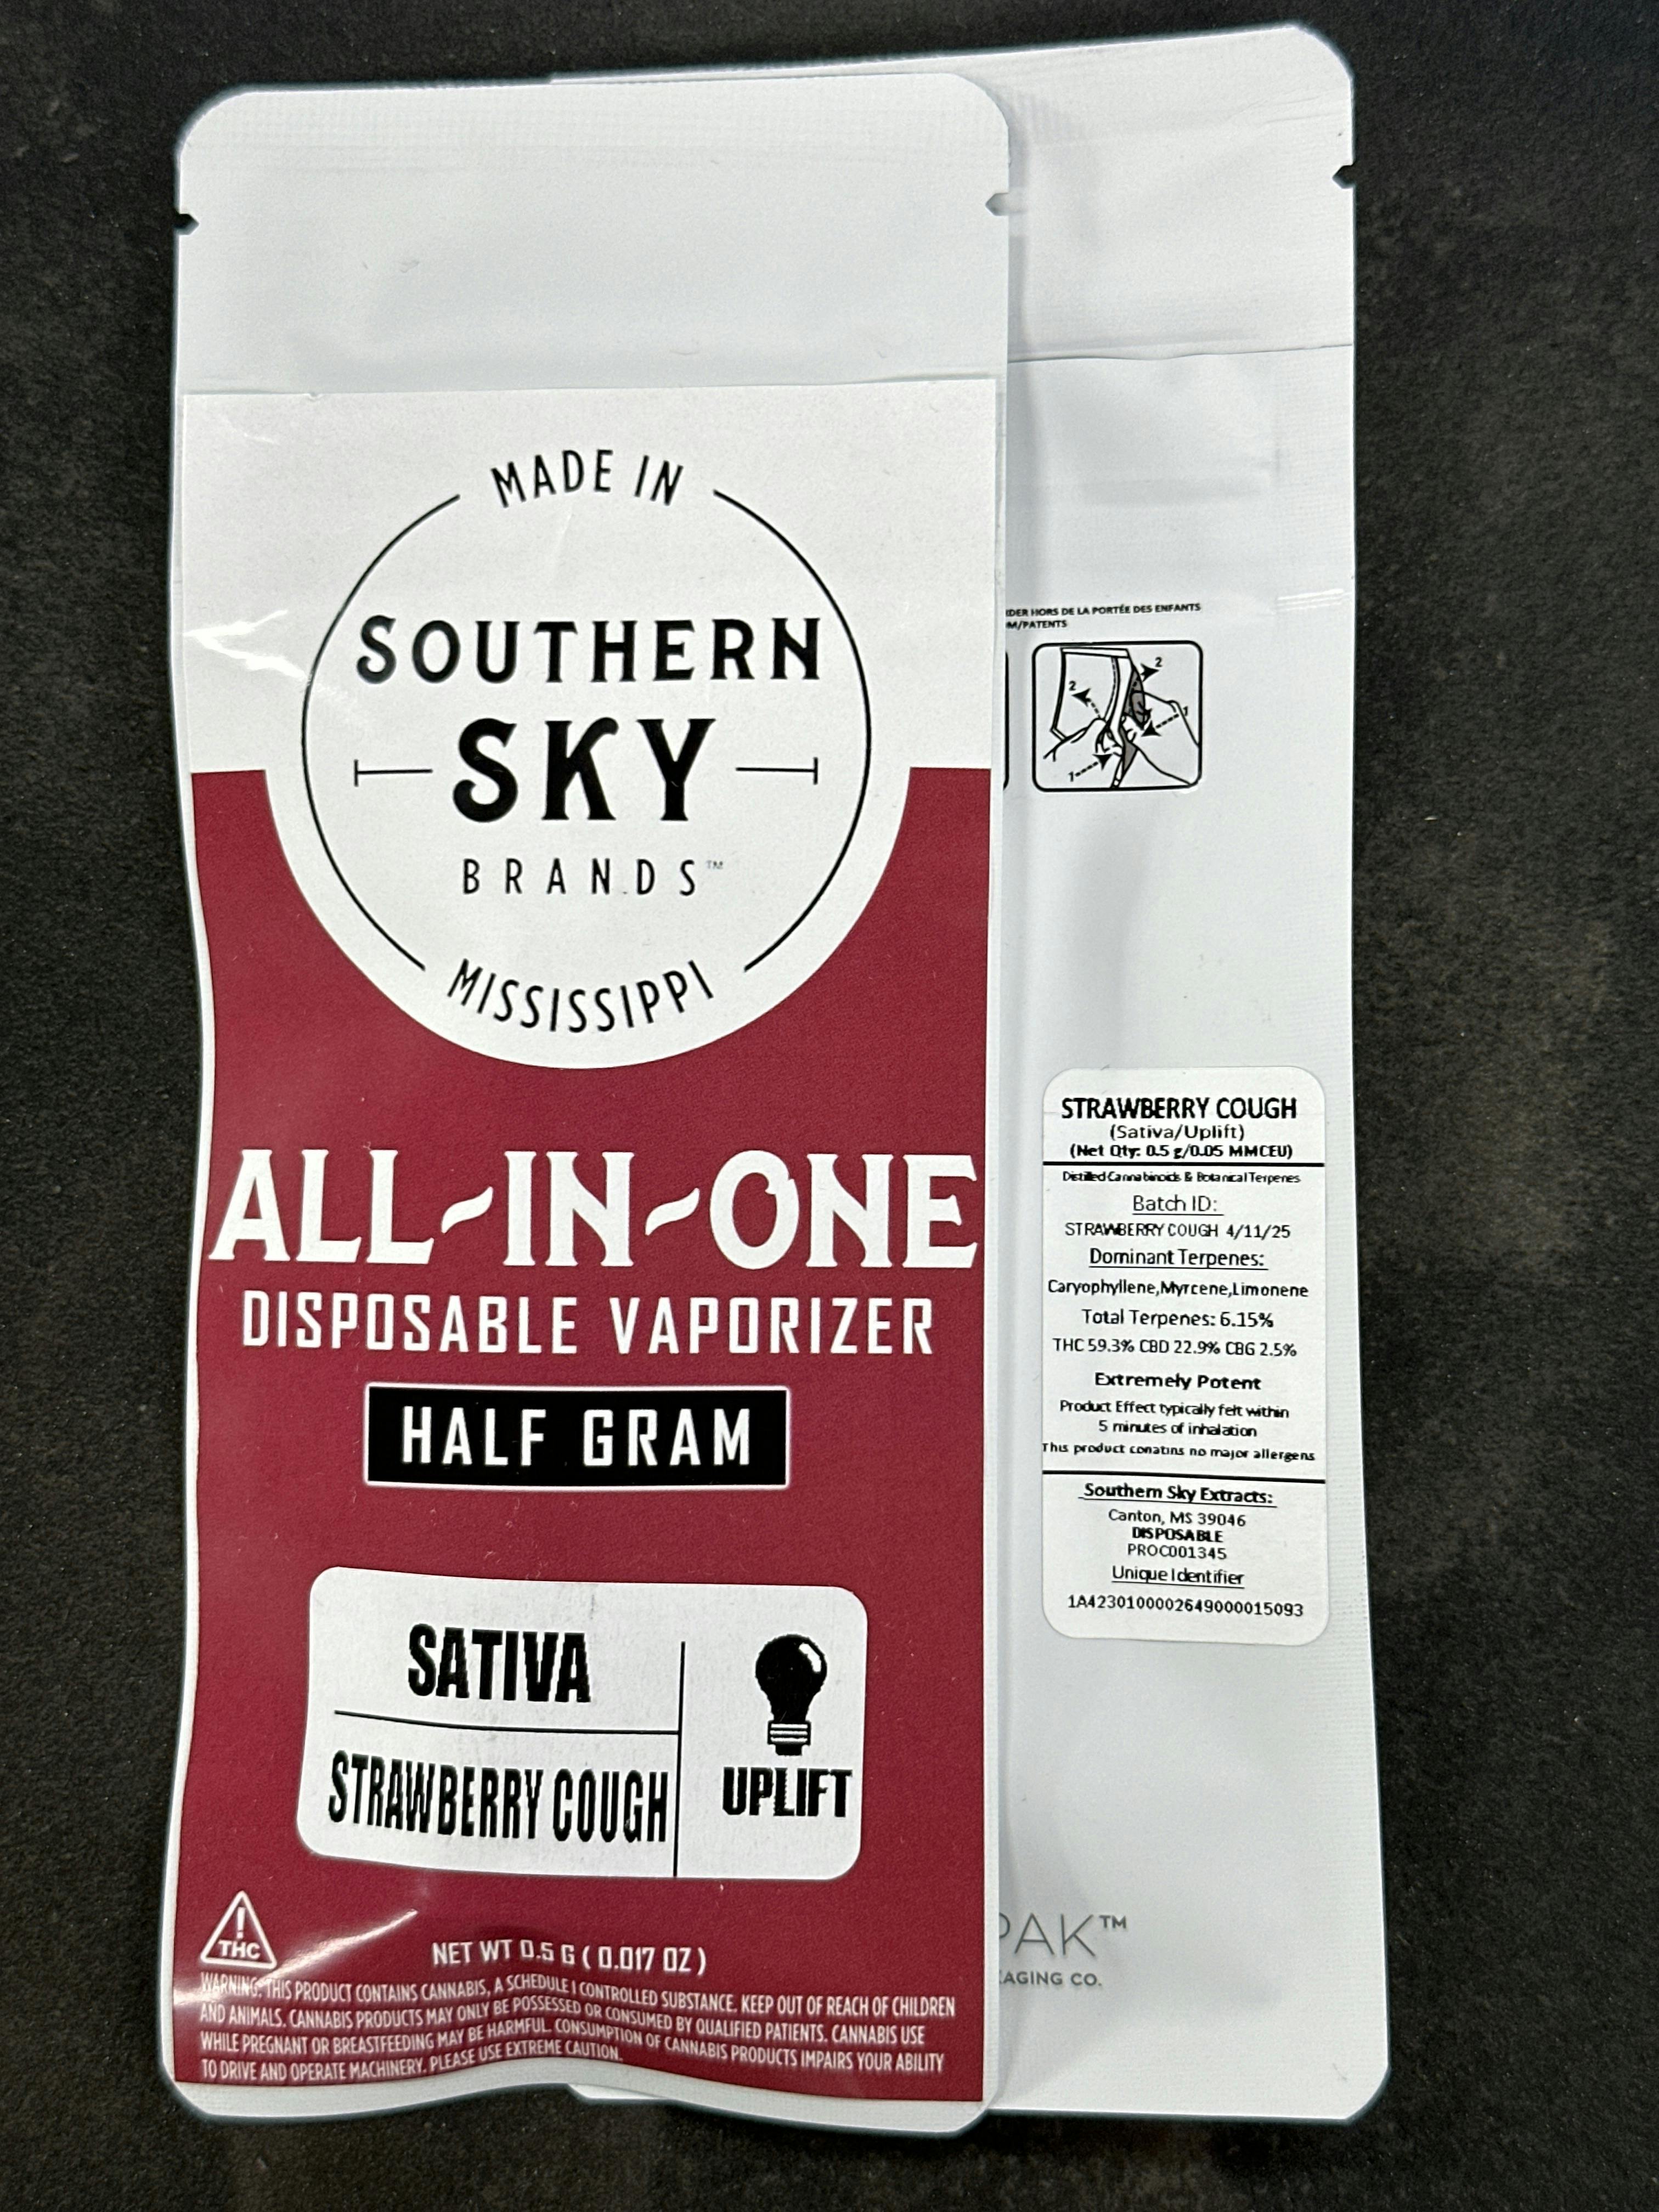 MADE IN
SOUTHERN
SKY
BRANDS™
MISSISSIPPI
ALL-IN-ONE
DISPOSABLE VAPORIZER
HALF GRAM
SATIVA
STRAWBERRY COUGH
UPLIFT
THC
NET WT 0.5 G ( 0.017 OZ )
WARNING: THIS PRODUCT CONTAINS CANNABIS, A SCHEDULE I CONTROLLED SUBSTANCE. KEEP OUT OF REACH OF CHILDREN
AND ANIMALS. CANNABIS PRODUCTS MAY ONLY BE POSSESSED OR CONSUMED BY QUALIFIED PATIENTS. CANNABIS USE
WHILE PREGNANT OR BREASTFEEDING MAY BE HARMFUL. CONSUMPTION OF CANNABIS PRODUCTS IMPAIRS YOUR ABILITY
TO DRIVE AND OPERATE MACHINERY. PLEASE USE EXTREME CAUTION.
HORS DE LA PORTÉE DES ENFANTS
M/PATENTS
2
2
1
1
STRAWBERRY COUGH
(Sativa/Uplift)
(Net Qty: 0.5 g/0.05 MMCEU)
Distilled Cannabinoids & Botanical Terpenes
Batch ID:
STRAWBERRY COUGH 4/11/25
Dominant Terpenes:
Caryophyllene,Myrcene,Limonene
Total Terpenes: 6.15%
THC 59.3% CBD 22.9% CBG 2.5%
Extremely Potent
Product Effect typically felt within
5 minutes of inhalation
This product conatins no major allergens
Southern Sky Extracts:
Canton, MS 39046
DISPOSABLE
PROC001345
Unique Identifier
1A4230100002649000015093
PAK™
AGING CO.